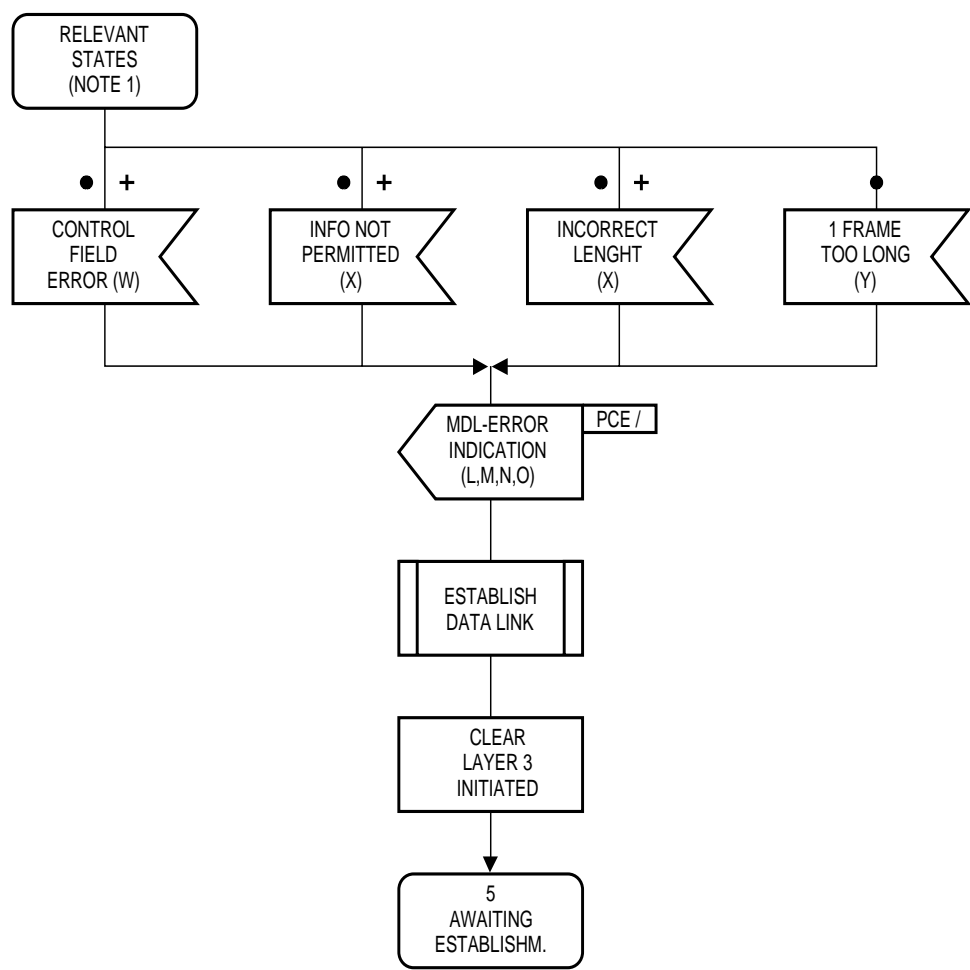 RELEVANT
STATES
(NOTE 1)
+
+
+
CONTROL
FIELD
ERROR (W)
INFO NOT
PERMITTED
(X)
INCORRECT
LENGHT
(X)
1 FRAME
TOO LONG
(Y)
MDL-ERROR
INDICATION
(L,M,N,O)
PCE /
ESTABLISH
DATA LINK
CLEAR
LAYER 3
INITIATED
5
AWAITING
ESTABLISHM.